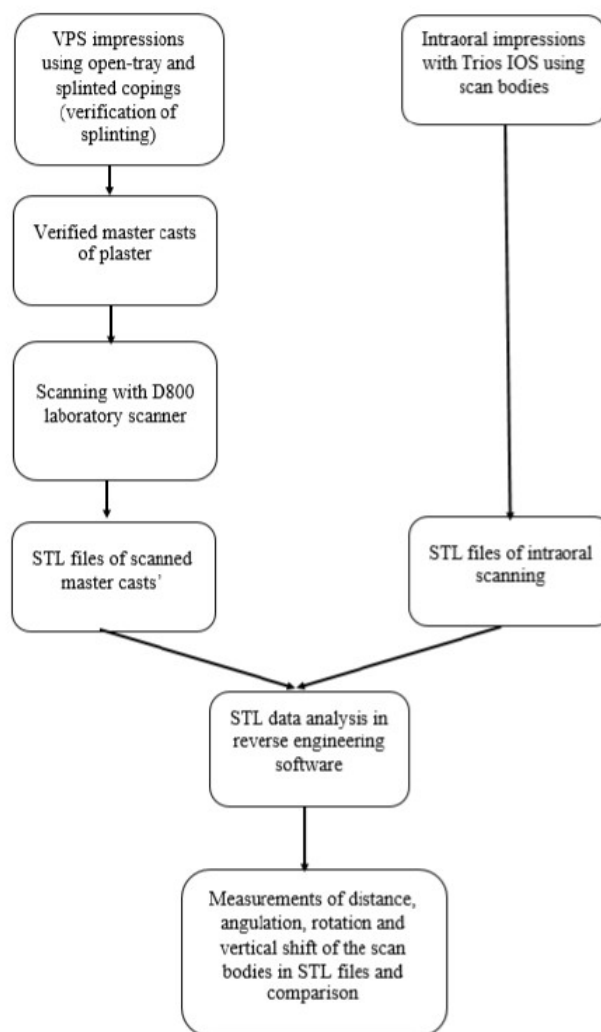 VPS impressions
using open-tray and
splinted copings
(verification of
splinting)
Intraoral impressions
with Trios IOS using
scan bodies
Verified master casts
of plaster
Scanning with D800
laboratory scanner
STL files of scanned
master casts’
STL files of intraoral
scanning
STL data analysis in
reverse engineering
software
Measurements of distance,
angulation, rotation and
vertical shift of the scan
bodies in STL files and
comparison